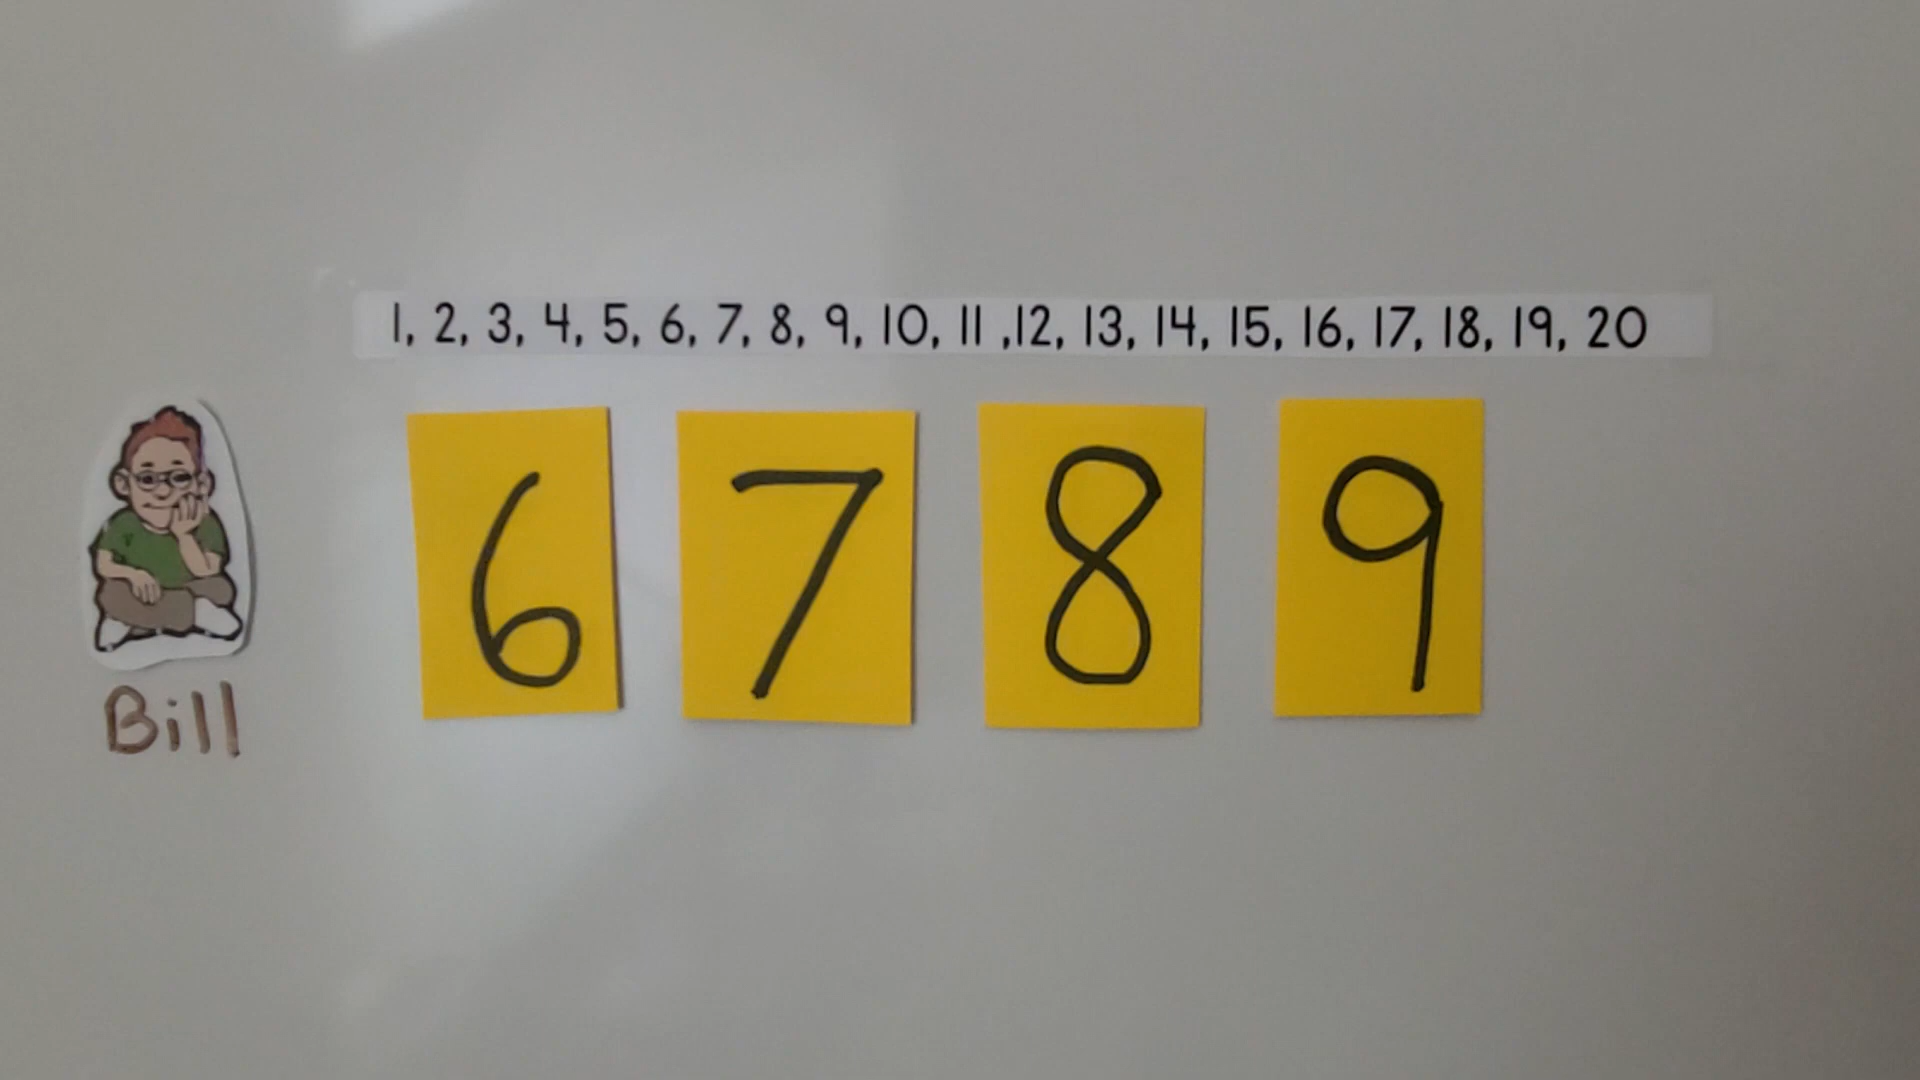 1, 2, 3, 4, 5, 6, 7, 8, 9, 10, 11 ,12, 13, 14, 15, 16, 17, 18, 19, 20
6 7 8 9
Bill